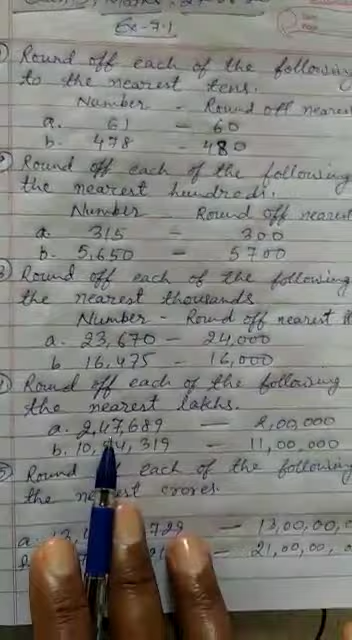 Ex-7.1
Round off each of the following
to the nearest tens.
Number - Round off nearest
a. 61 - 60
b. 478 - 480
Round off each of the following
the nearest hundreds.
Number - Round off nearest
a. 315 - 300
b. 5,650 - 5700
Round off each of the following
the nearest thousands
Number - Round off nearest
a. 23,670 - 24,000
b. 16,475 - 16,000
Round off each of the following
the nearest lakhs.
a. 2,47,689 - 2,00,000
b. 10,94,319 - 11,00,000
Round each of the following
the nearest crores.
a. 729 - 13,00,00,0
21,00,00,